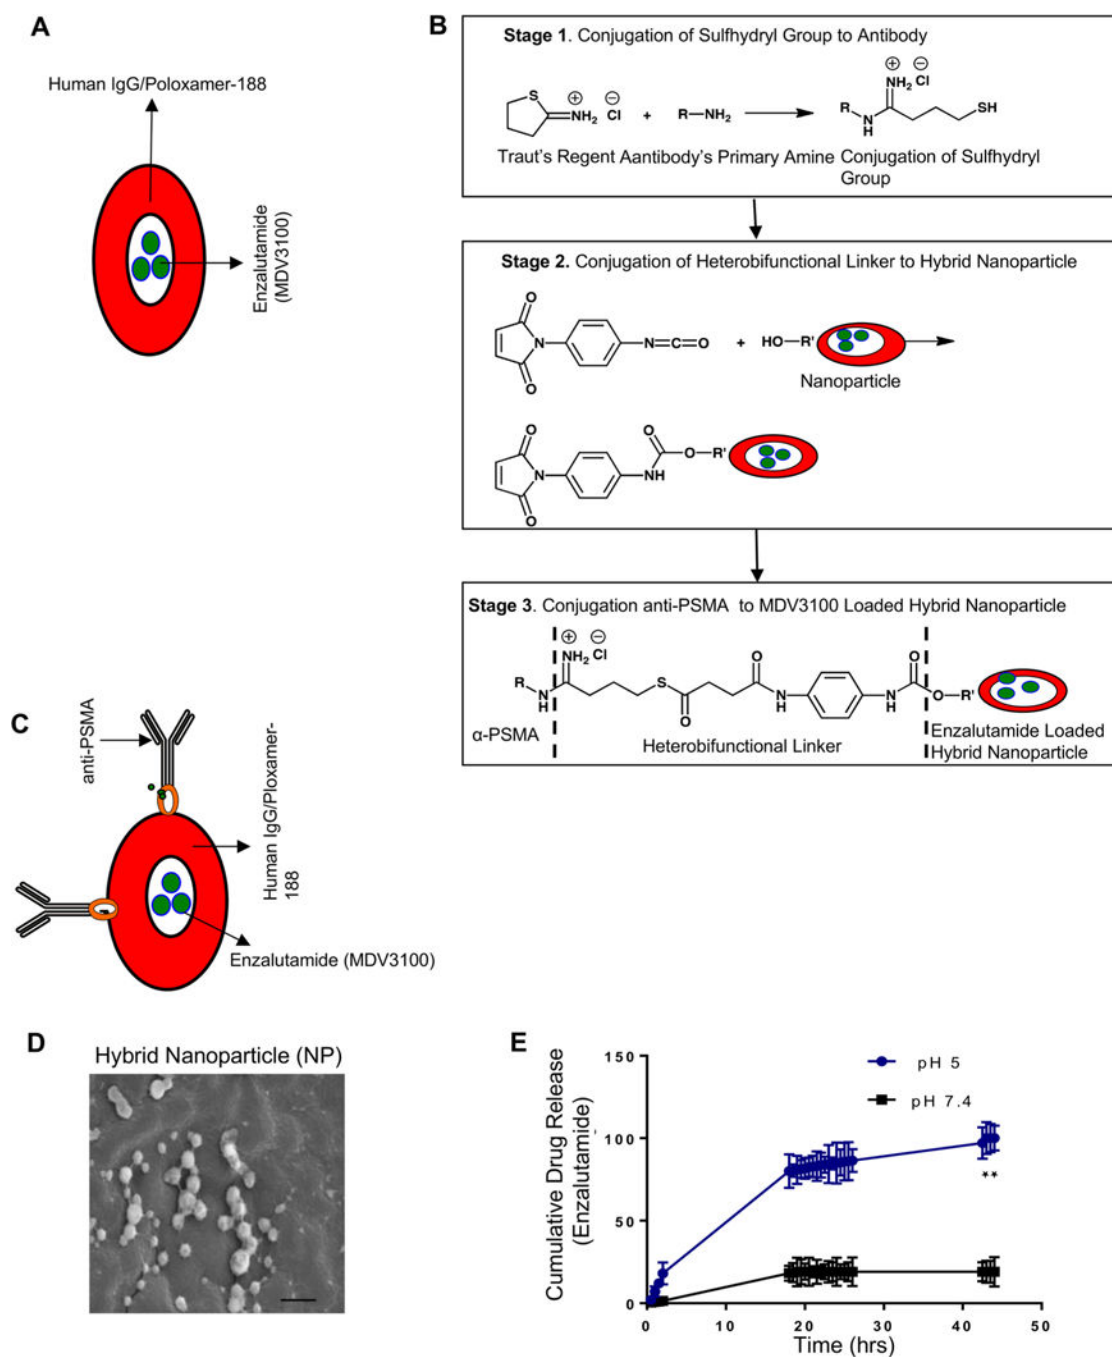 A
Human IgG/Poloxamer-188
Enzalutamide
(MDV3100)
B
Stage 1. Conjugation of Sulfhydryl Group to Antibody
S
NH2
Cl
+
R—NH2
NH2
Cl
R
N
H
SH
Traut's Regent Aantibody's Primary Amine Conjugation of Sulfhydryl
Group
Stage 2. Conjugation of Heterobifunctional Linker to Hybrid Nanoparticle
O
N
O
N=C=O
+
HO—R'
Nanoparticle
O
N
O
NH
O
O—R'
Stage 3. Conjugation anti-PSMA to MDV3100 Loaded Hybrid Nanoparticle
NH2
Cl
R
N
H
S
O
O
N
H
N
H
O
O
R'
α-PSMA
Heterobifunctional Linker
Enzalutamide Loaded
Hybrid Nanoparticle
C
anti-PSMA
Human IgG/Ploxamer-
188
Enzalutamide (MDV3100)
D
Hybrid Nanoparticle (NP)
E
Cumulative Drug Release
(Enzalutamide)
150
100
50
0
pH 5
pH 7.4
**
0
10
20
30
40
50
Time (hrs)